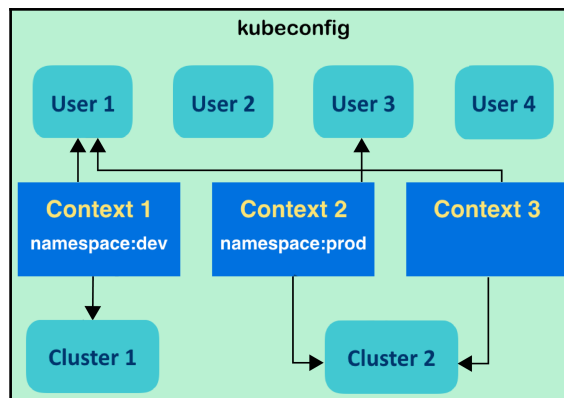 kubeconfig
User 1
User 2
User 3
User 4
Context 1
namespace:dev
Context 2
namespace:prod
Context 3
Cluster 1
Cluster 2